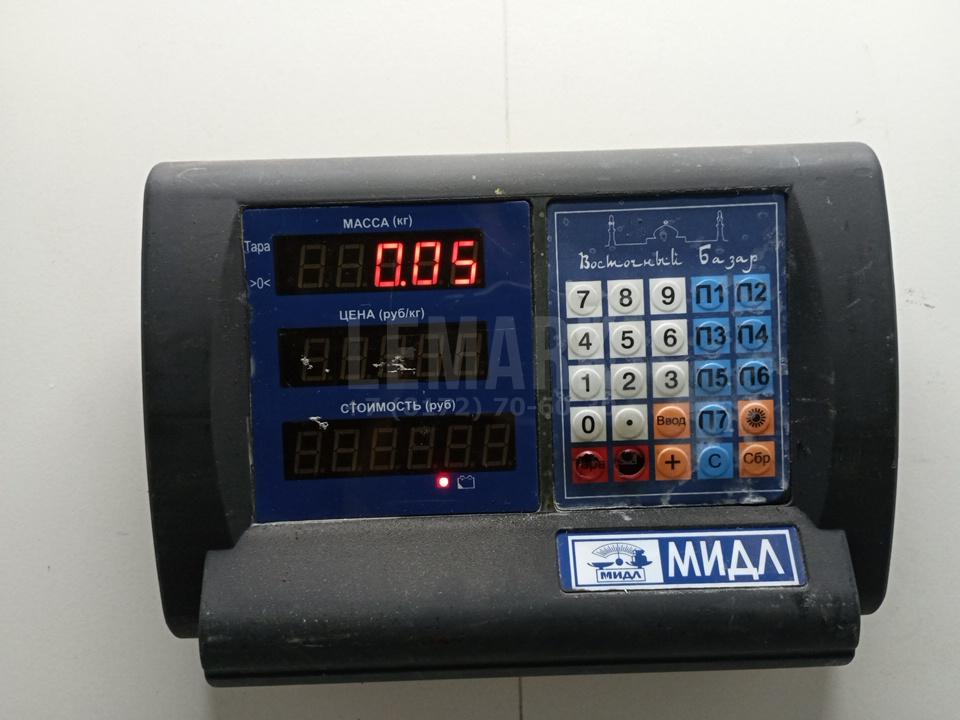 МАССА (кг)
Тара
0.05
>0<
ЦЕНА (руб/кг)
СТОИМОСТЬ (руб)
Восточный Базар
7 8 9 П1 П2
4 5 6 П3 П4
1 2 3 П5 П6
0 . Ввод П7
+ С Сбр
МИДЛ
МИДЛ
LEMAR